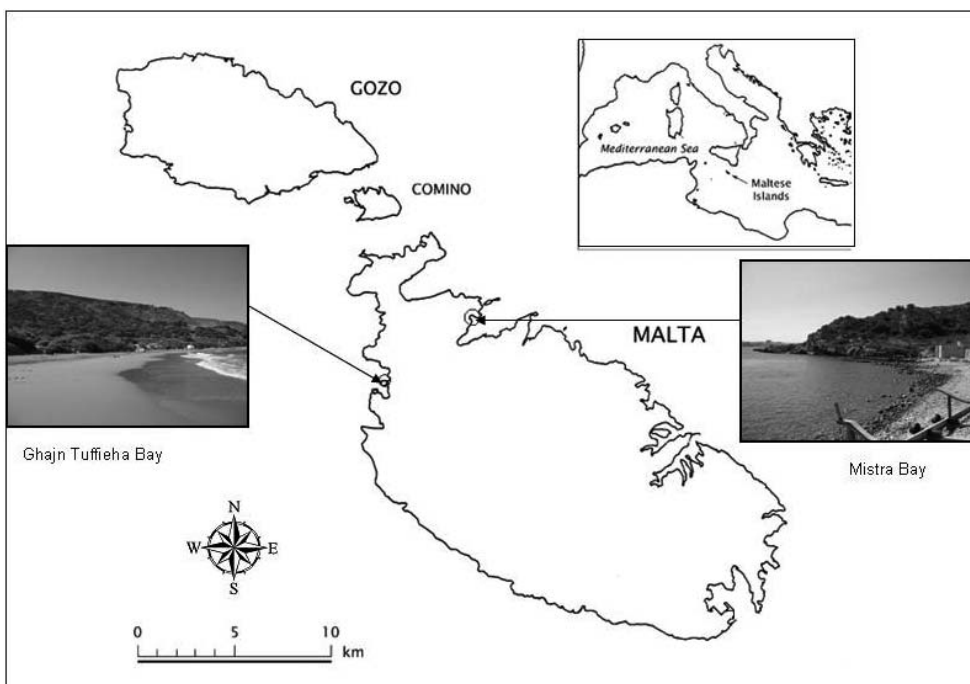 GOZO
COMINO
Mediterranean Sea
Maltese
Islands
MALTA
Ghajn Tuffieha Bay
Mistra Bay
N
W
E
S
0 5 10
km